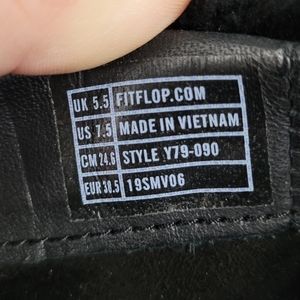 UK 5.5 FITFLOP.COM
US 7.5 MADE IN VIETNAM
CM 24.6 STYLE Y79-090
EUR 38.5 19SMV06